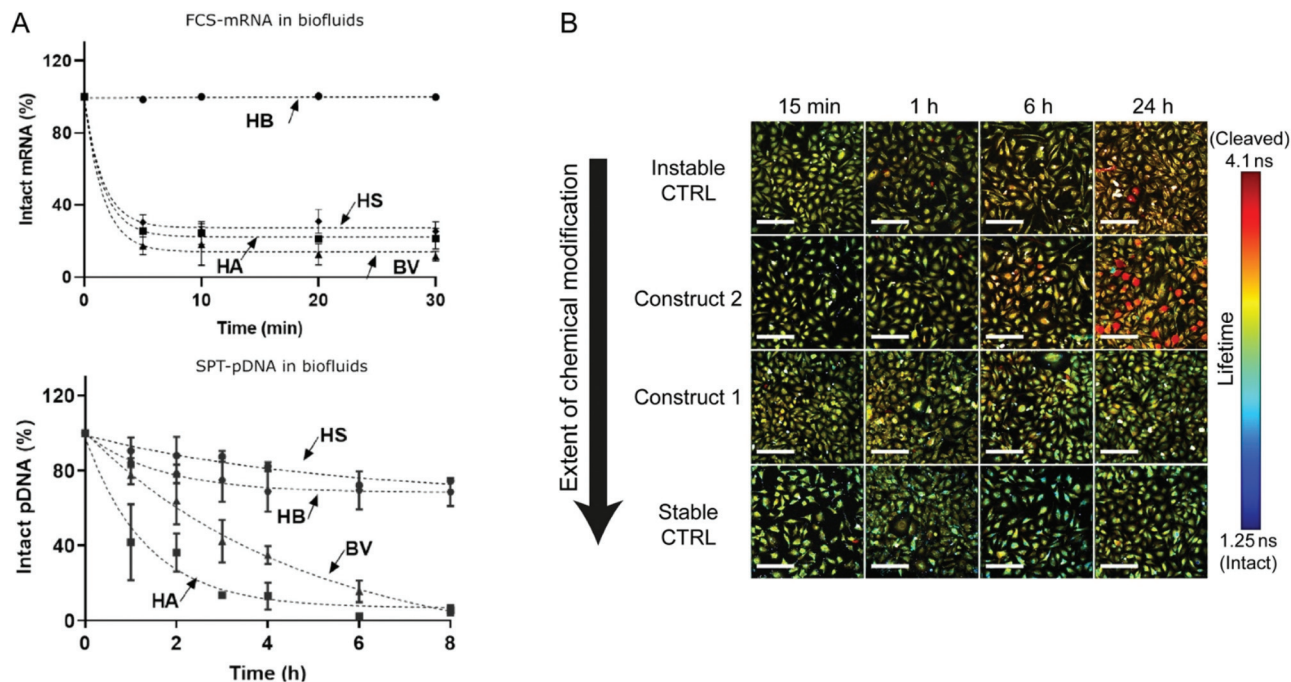 A
FCS-mRNA in biofluids
Intact mRNA (%)
120
80
40
0
HB
HS
HA
BV
0 10 20 30
Time (min)
SPT-pDNA in biofluids
Intact pDNA (%)
120
80
40
0
HS
HB
BV
HA
0 2 4 6 8
Time (h)
B
15 min 1 h 6 h 24 h
Extent of chemical modification
Instable
CTRL
Construct 2
Construct 1
Stable
CTRL
(Cleaved)
4.1 ns
Lifetime
1.25 ns
(Intact)